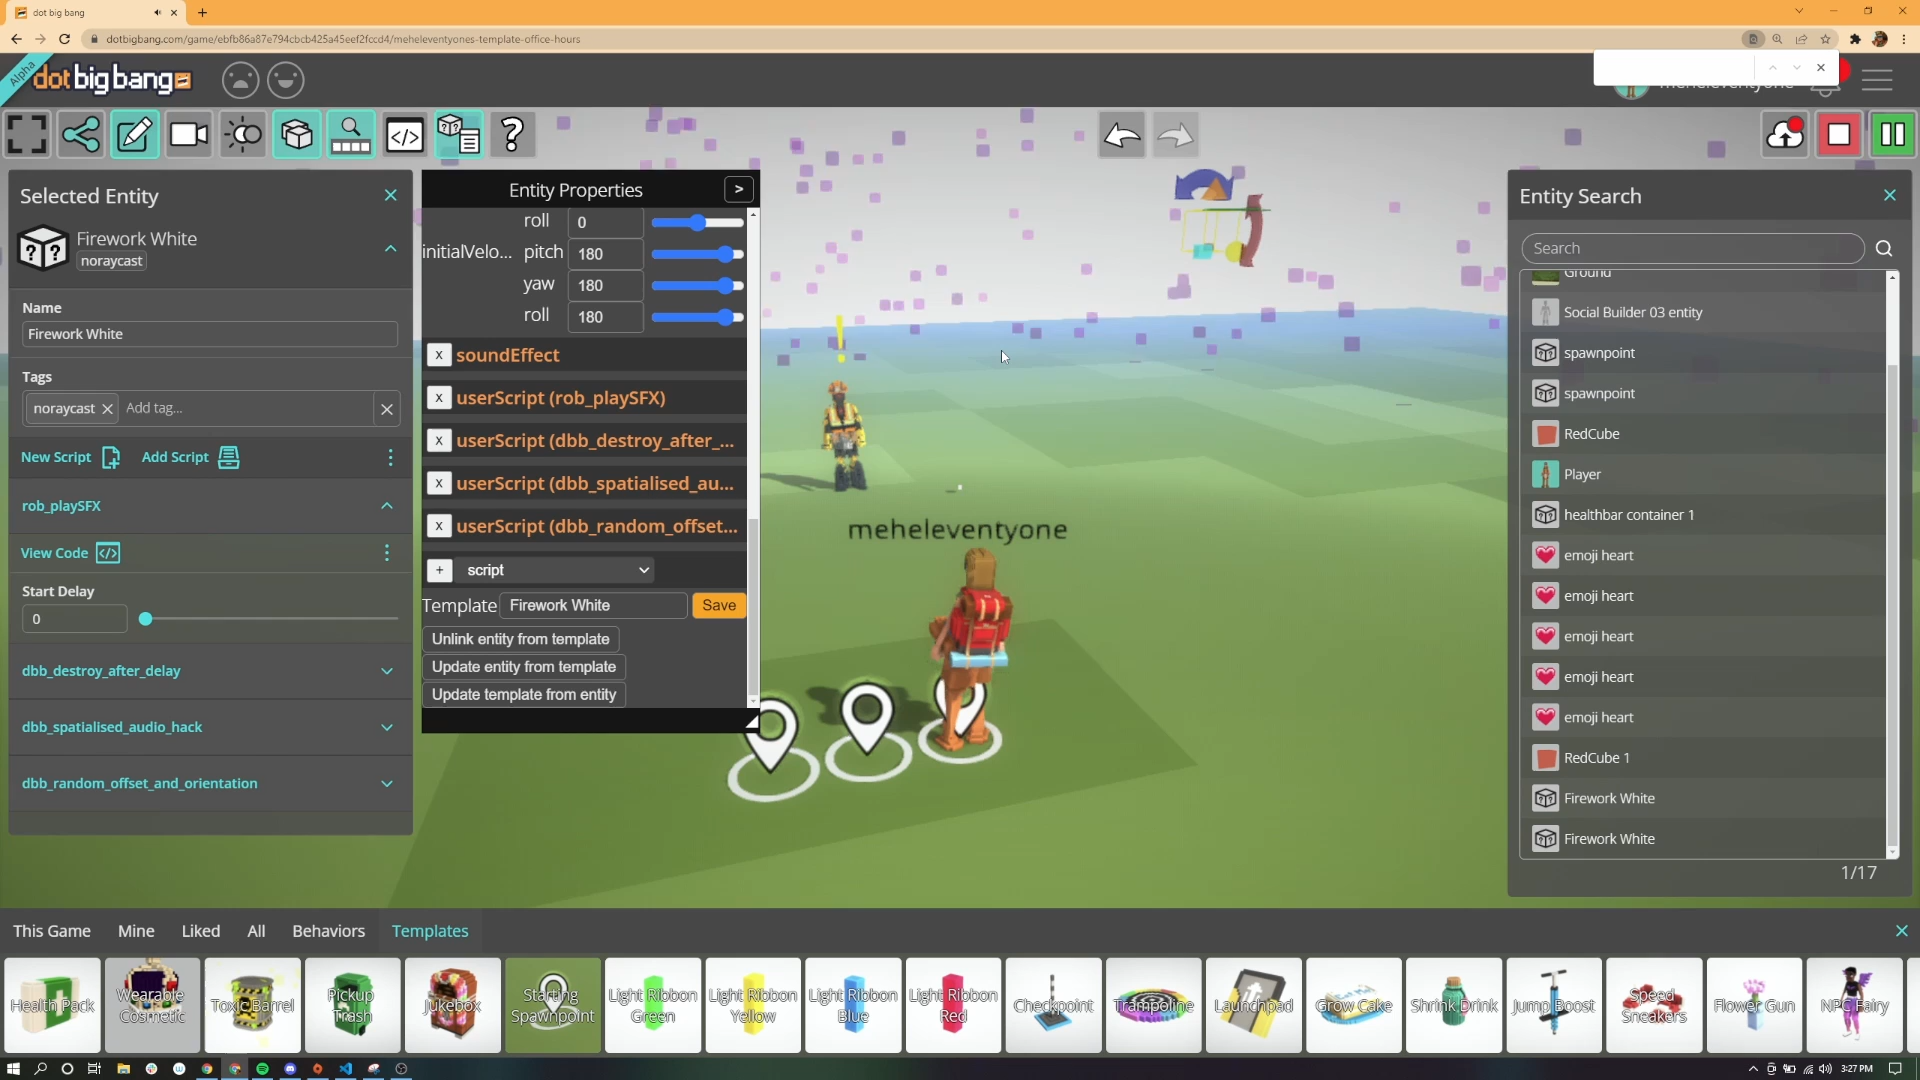 dot big bang
dotbigbang.com/game/ebfb86a87e794cbcb425a45eef2fccd4/meheleventyones-template-office-hours
Alpha
dotbigbang
meheleventyone
Selected Entity
Firework White
noraycast
Name
Firework White
Tags
noraycast
Add tag...
New Script
Add Script
rob_playSFX
View Code
Start Delay
0
dbb_destroy_after_delay
dbb_spatialised_audio_hack
dbb_random_offset_and_orientation
Entity Properties
>
roll
0
initialVelo...
pitch
180
yaw
180
roll
180
x soundEffect
x userScript (rob_playSFX)
x userScript (dbb_destroy_after_...
x userScript (dbb_spatialised_au...
x userScript (dbb_random_offset...
+ script
Template
Firework White
Save
Unlink entity from template
Update entity from template
Update template from entity
meheleventyone
Entity Search
Search
Ground
Social Builder 03 entity
spawnpoint
spawnpoint
RedCube
Player
healthbar container 1
emoji heart
emoji heart
emoji heart
emoji heart
emoji heart
RedCube 1
Firework White
Firework White
1/17
This Game
Mine
Liked
All
Behaviors
Templates
Health Pack
Wearable Cosmetic
Toxic Barrel
Pickup Trash
Jukebox
Starting Spawnpoint
Light Ribbon Green
Light Ribbon Yellow
Light Ribbon Blue
Light Ribbon Red
Checkpoint
Trampoline
Launchpad
Grow Cake
Shrink Drink
Jump Boost
Speed Sneakers
Flower Gun
NPC Fairy
3:27 PM